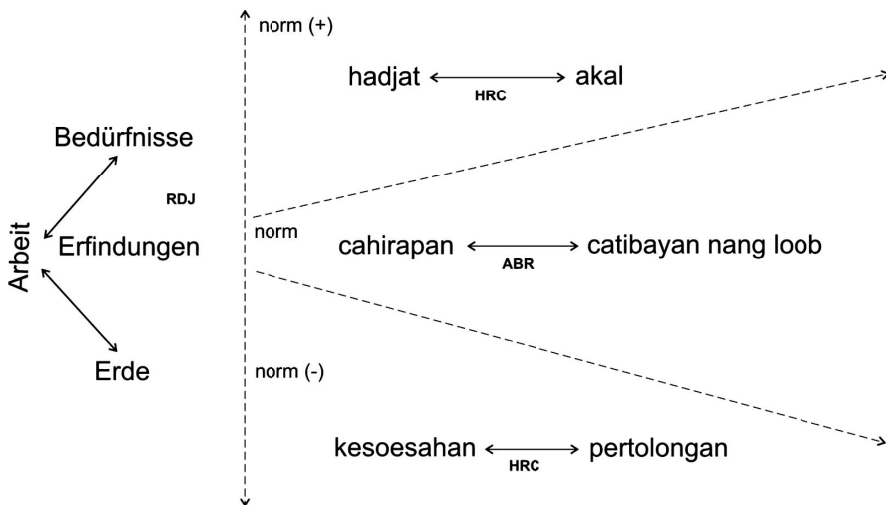 norm (+)
hadjat akal
HRC
Bedürfnisse
RDJ
Arbeit
Erfindungen
norm
cahirapan catibayan nang loob
ABR
Erde
norm (-)
kesoesahan pertolongan
HRC